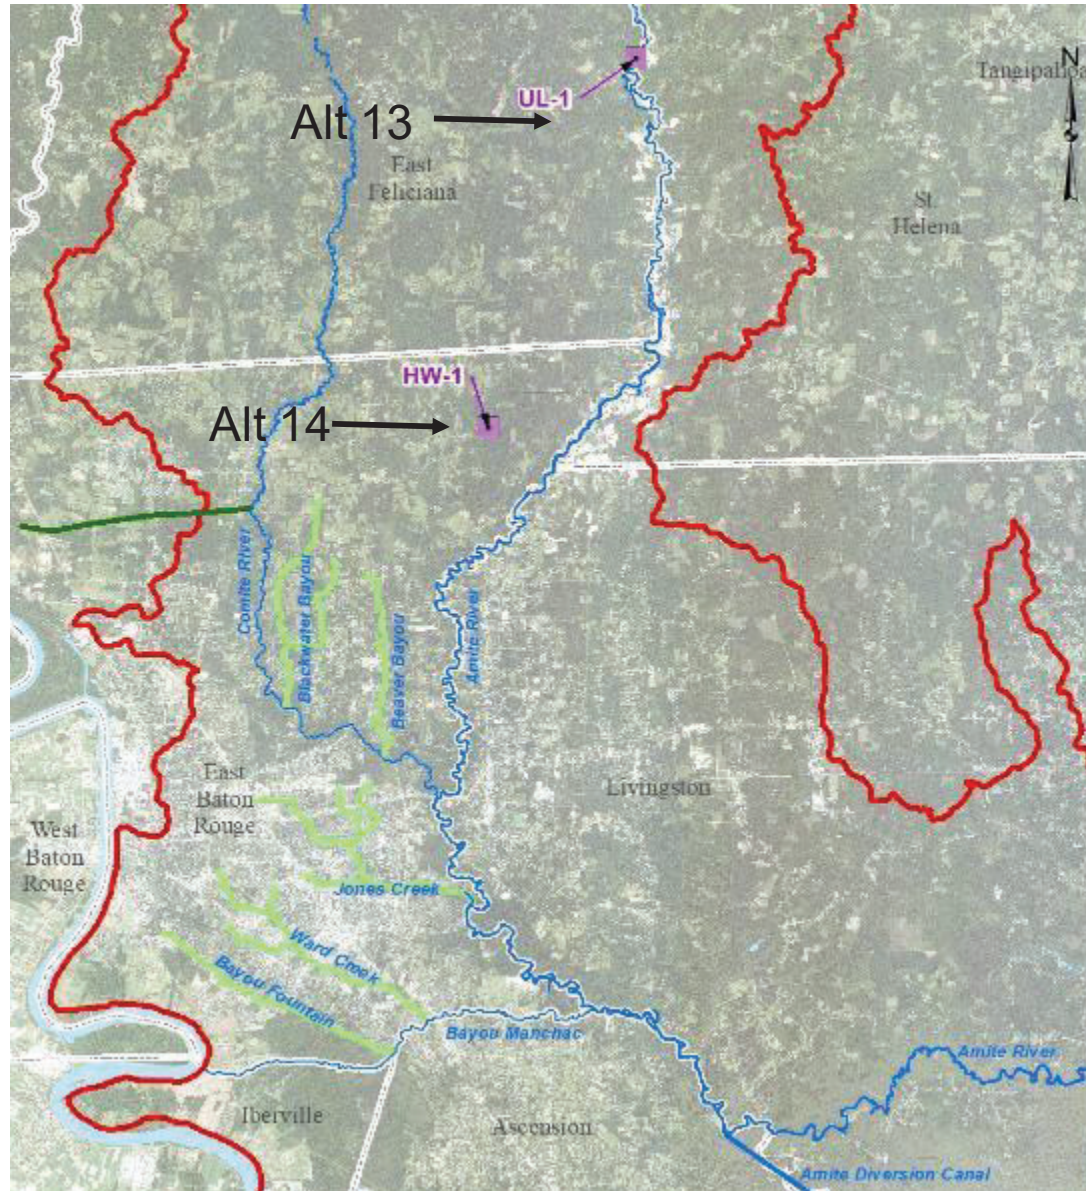 N
Tangipahoa
UL-1
Alt 13
East
Feliciana
St.
Helena
HW-1
Alt 14
Comite River
Blackwater Bayou
Beaver Bayou
Amite River
East
Baton
Rouge
Livingston
West
Baton
Rouge
Jones Creek
Ward Creek
Bayou Fountain
Bayou Manchac
Amite River
Iberville
Ascension
Amite Diversion Canal